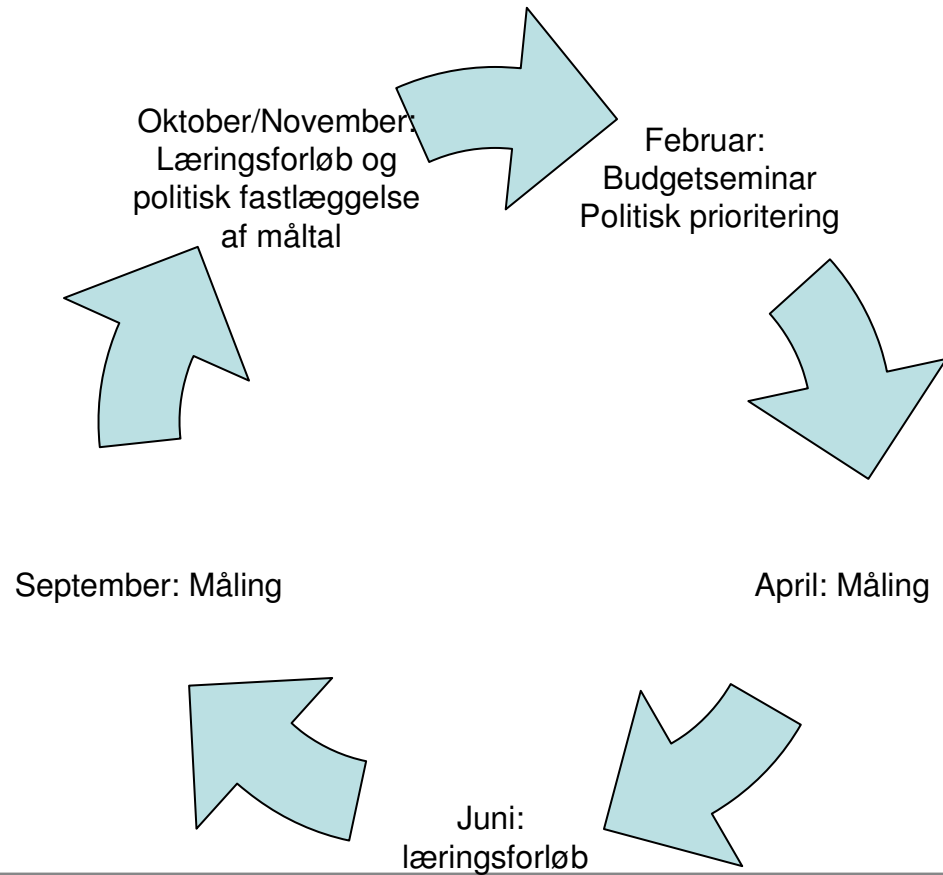 Oktober/November:
Læringsforløb og
politisk fastlæggelse
af måltal
Februar:
Budgetseminar
Politisk prioritering
April: Måling
Juni:
læringsforløb
September: Måling